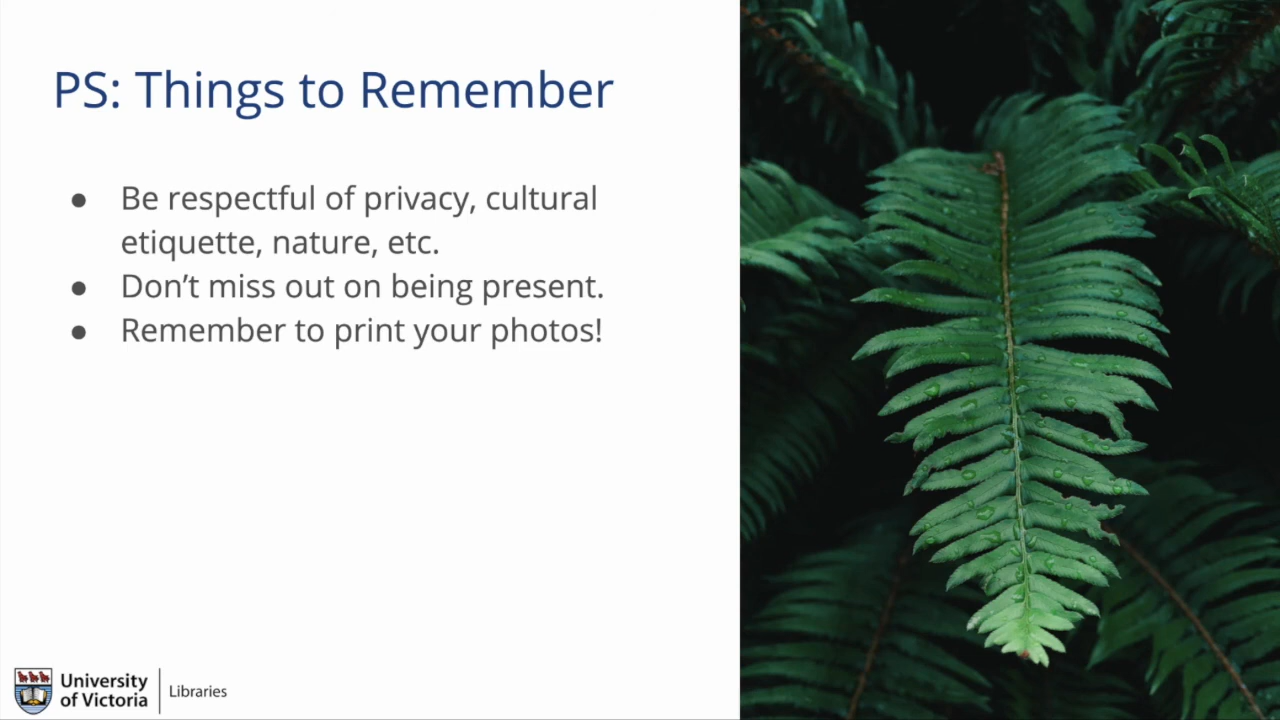 PS: Things to Remember
● Be respectful of privacy, cultural
etiquette, nature, etc.
● Don’t miss out on being present.
● Remember to print your photos!
University
of Victoria
Libraries